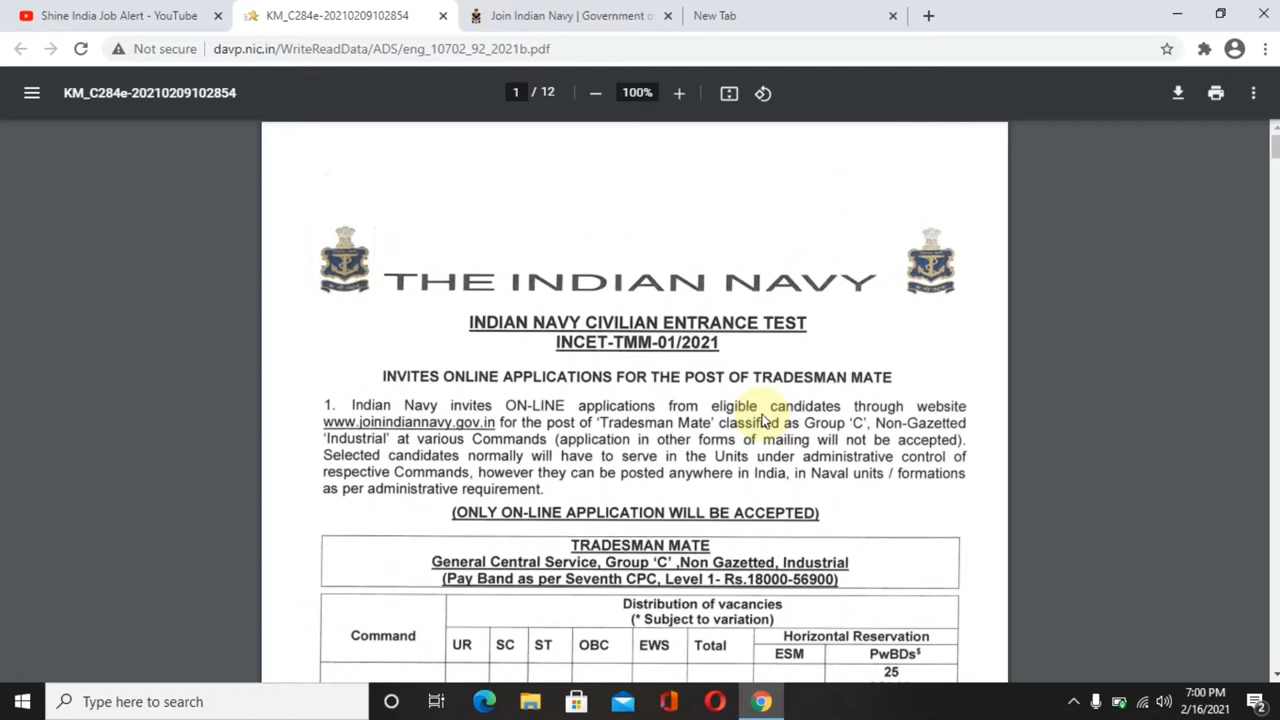 Shine India Job Alert - YouTube
KM_C284e-20210209102854
Join Indian Navy | Government o
New Tab
Not secure
davp.nic.in/WriteReadData/ADS/eng_10702_92_2021b.pdf
KM_C284e-20210209102854
1 / 12
100%
THE INDIAN NAVY
INDIAN NAVY CIVILIAN ENTRANCE TEST
INCET-TMM-01/2021
INVITES ONLINE APPLICATIONS FOR THE POST OF TRADESMAN MATE
1. Indian Navy invites ON-LINE applications from eligible candidates through website
www.joinindiannavy.gov.in for the post of ‘Tradesman Mate’ classified as Group ‘C’, Non-Gazetted
‘Industrial’ at various Commands (application in other forms of mailing will not be accepted).
Selected candidates normally will have to serve in the Units under administrative control of
respective Commands, however they can be posted anywhere in India, in Naval units / formations
as per administrative requirement.
(ONLY ON-LINE APPLICATION WILL BE ACCEPTED)
TRADESMAN MATE
General Central Service, Group ‘C’ ,Non Gazetted, Industrial
(Pay Band as per Seventh CPC, Level 1- Rs.18000-56900)
Command
Distribution of vacancies
(* Subject to variation)
UR SC ST OBC EWS Total
Horizontal Reservation
ESM PwBDs$
25
Type here to search
7:00 PM
2/16/2021
2